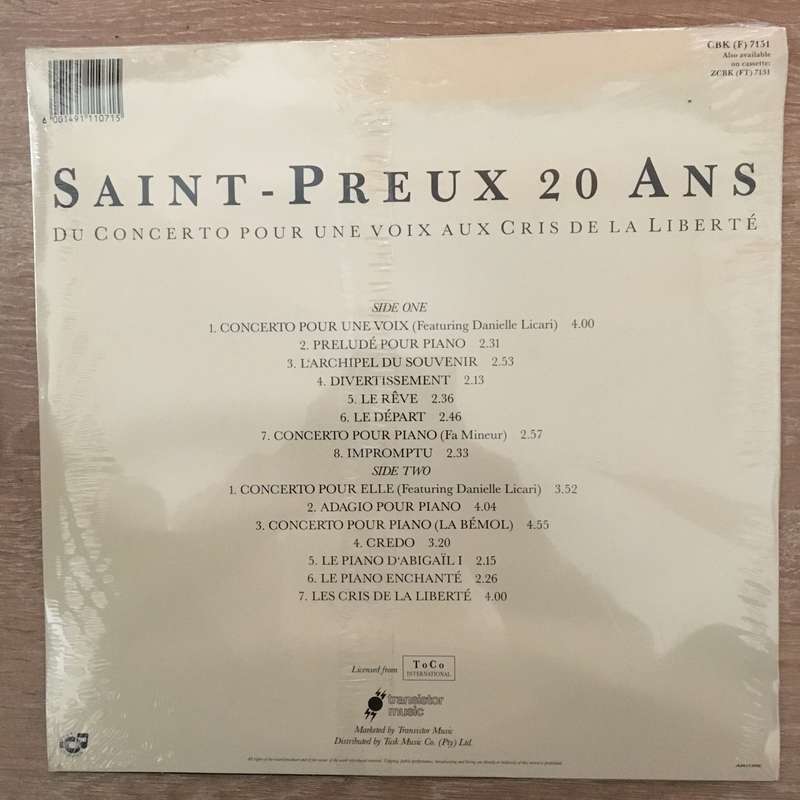 CBK (F) 7151
Also available
on cassette:
ZCBK (FT) 7151
6 001491 110715
SAINT-PREUX 20 ANS
DU CONCERTO POUR UNE VOIX AUX CRIS DE LA LIBERTÉ
SIDE ONE
1. CONCERTO POUR UNE VOIX (Featuring Danielle Licari) 4.00
2. PRELUDÉ POUR PIANO 2.31
3. L'ARCHIPEL DU SOUVENIR 2.53
4. DIVERTISSEMENT 2.13
5. LE RÊVE 2.36
6. LE DÉPART 2.46
7. CONCERTO POUR PIANO (Fa Mineur) 2.57
8. IMPROMPTU 2.33
SIDE TWO
1. CONCERTO POUR ELLE (Featuring Danielle Licari) 3.52
2. ADAGIO POUR PIANO 4.04
3. CONCERTO POUR PIANO (LA BÉMOL) 4.55
4. CREDO 3.20
5. LE PIANO D'ABIGAÏL I 2.15
6. LE PIANO ENCHANTÉ 2.26
7. LES CRIS DE LA LIBERTÉ 4.00
Licensed from ToCo
INTERNATIONAL
transistor
music
Marketed by Transistor Music
Distributed by Tusk Music Co. (Pty) Ltd.